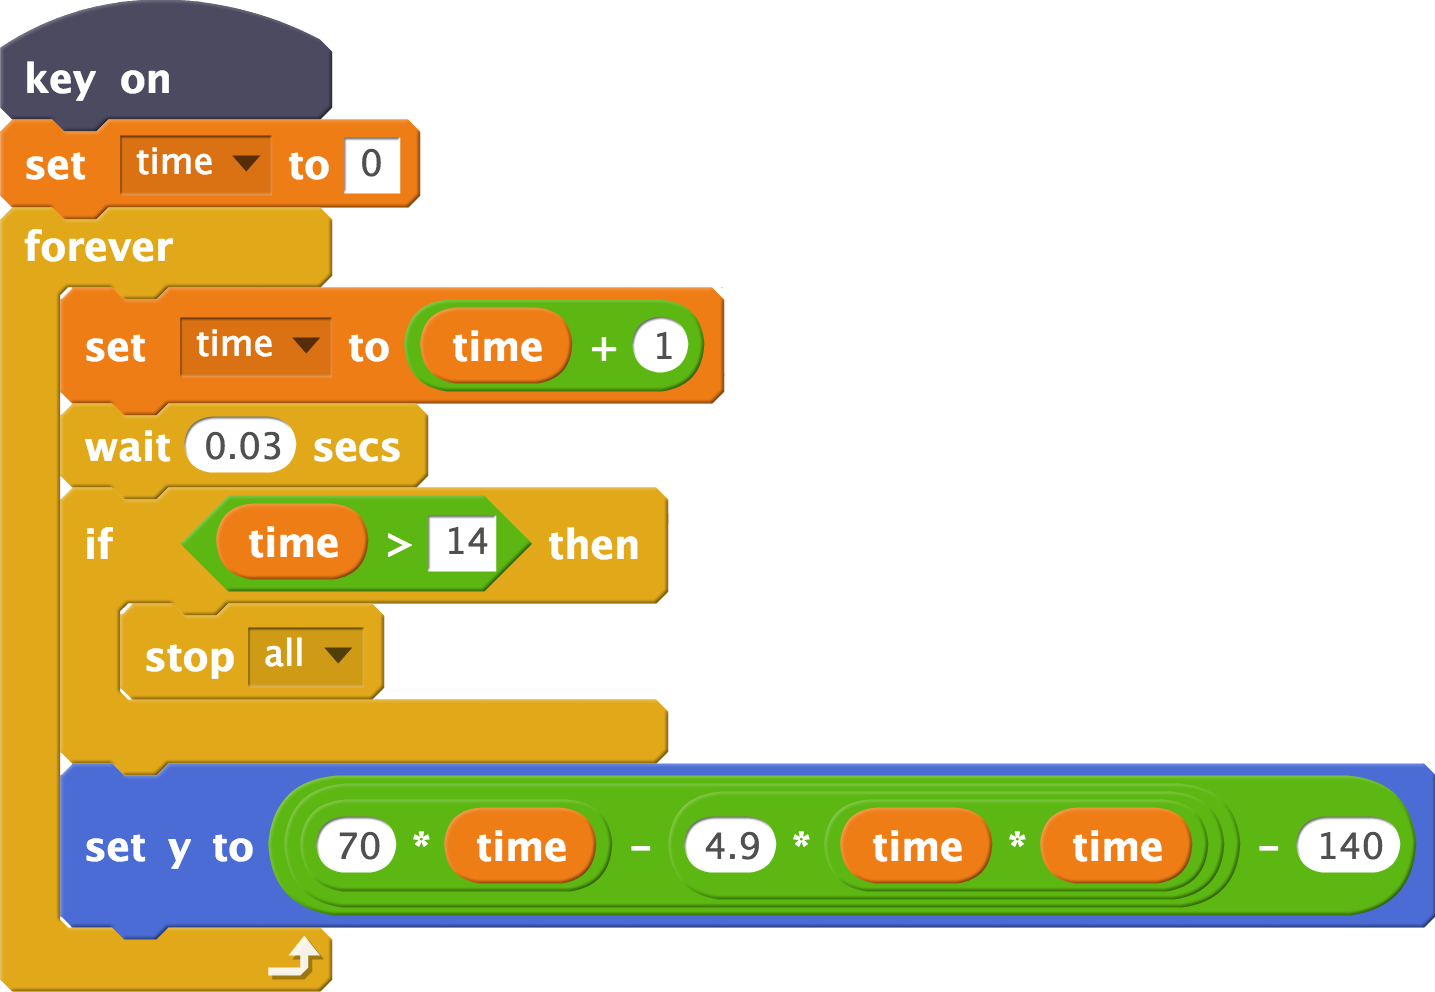 key on
set time to 0
forever
set time to time + 1
wait 0.03 secs
if time > 14 then
stop all
set y to 70 * time - 4.9 * time * time - 140